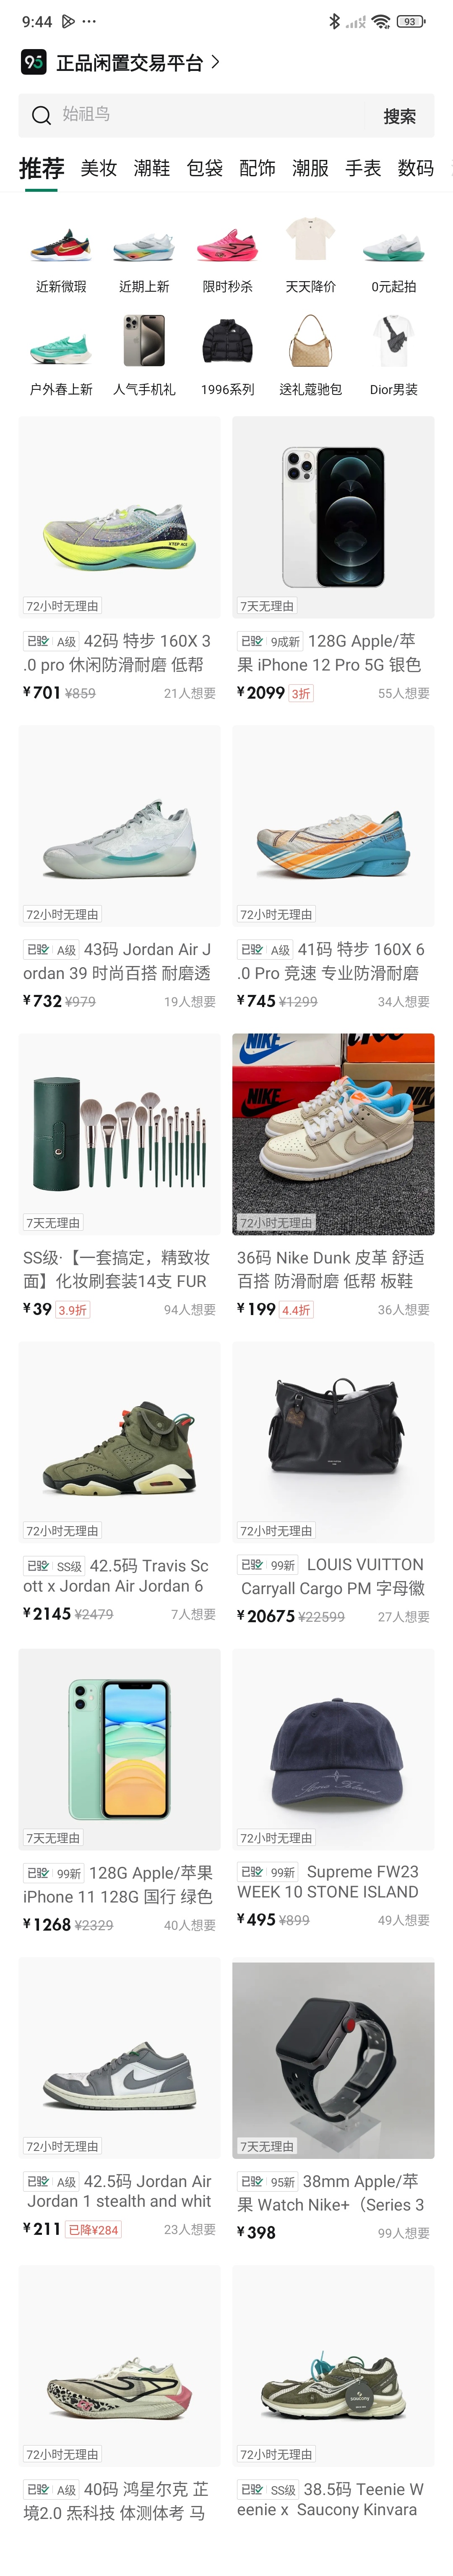 9:44
93
95 正品闲置交易平台
始祖鸟
搜索
推荐 美妆 潮鞋 包袋 配饰 潮服 手表 数码
近新微瑕 近期上新 限时秒杀 天天降价 0元起拍
户外春上新 人气手机礼 1996系列 送礼蔻驰包 Dior男装
72小时无理由
已验 A级 42码 特步 160X 3
.0 pro 休闲防滑耐磨 低帮
¥701 ¥859 21人想要
7天无理由
已验 9成新 128G Apple/苹
果 iPhone 12 Pro 5G 银色
¥2099 3折 55人想要
72小时无理由
已验 A级 43码 Jordan Air J
ordan 39 时尚百搭 耐磨透
¥732 ¥979 19人想要
72小时无理由
已验 A级 41码 特步 160X 6
.0 Pro 竞速 专业防滑耐磨
¥745 ¥1299 34人想要
7天无理由
SS级·【一套搞定，精致妆
面】化妆刷套装14支 FUR
¥39 3.9折 94人想要
NIKE
NIKE
NIKE
72小时无理由
36码 Nike Dunk 皮革 舒适
百搭 防滑耐磨 低帮 板鞋
¥199 4.4折 36人想要
72小时无理由
已验 SS级 42.5码 Travis Sc
ott x Jordan Air Jordan 6
¥2145 ¥2479 7人想要
72小时无理由
已验 99新 LOUIS VUITTON
Carryall Cargo PM 字母徽
¥20675 ¥22599 27人想要
7天无理由
已验 99新 128G Apple/苹果
iPhone 11 128G 国行 绿色
¥1268 ¥2329 40人想要
72小时无理由
已验 99新 Supreme FW23
WEEK 10 STONE ISLAND
¥495 ¥899 49人想要
72小时无理由
已验 A级 42.5码 Jordan Air
Jordan 1 stealth and whit
¥211 已降¥284 23人想要
7天无理由
已验 95新 38mm Apple/苹
果 Watch Nike+（Series 3
¥398 99人想要
72小时无理由
已验 A级 40码 鸿星尔克 芷
境2.0 炁科技 体测体考 马
saucony
72小时无理由
已验 SS级 38.5码 Teenie W
eenie x Saucony Kinvara